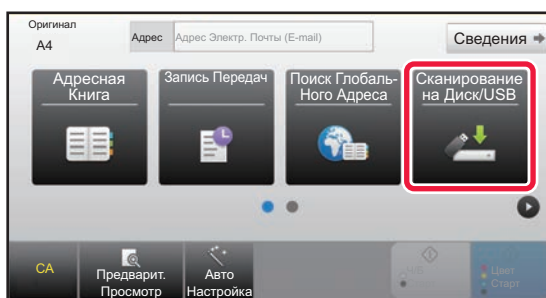 Оригинал
A4
Адрес
Адрес Электр. Почты (E-mail)
Сведения
Адресная
Книга
Запись Передач
Поиск Глобаль-
Ного Адреса
Сканирование
на Диск/USB
CA
Предварит.
Просмотр
Авто
Настройка
Ч/Б
Цвет
Старт